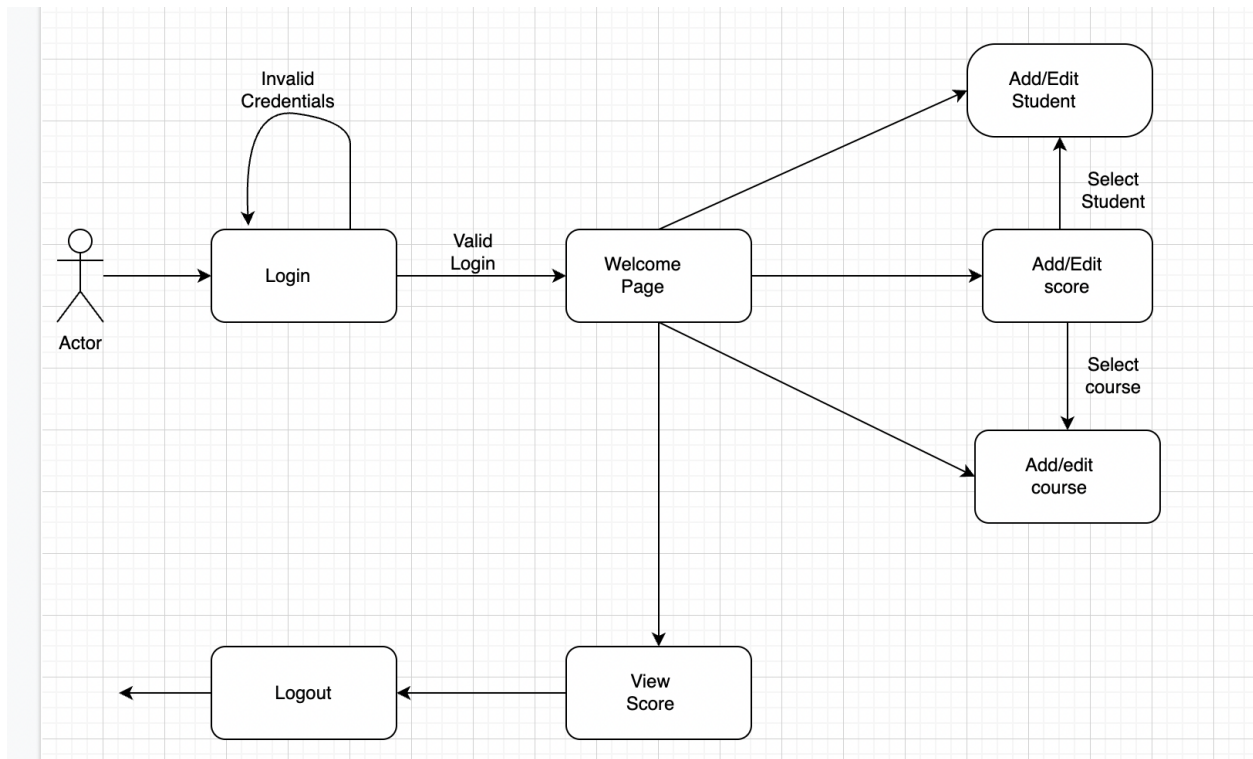 Invalid
Credentials
Add/Edit
Student
Select
Student
Valid
Login
Login
Welcome
Page
Add/Edit
score
Actor
Select
course
Add/edit
course
Logout
View
Score